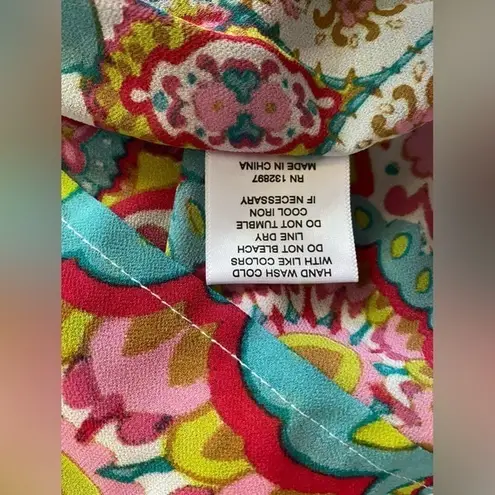 HAND WASH COLD
WITH LIKE COLORS
DO NOT BLEACH
LINE DRY
DO NOT TUMBLE
COOL IRON
IF NECESSARY
RN 132897
MADE IN CHINA